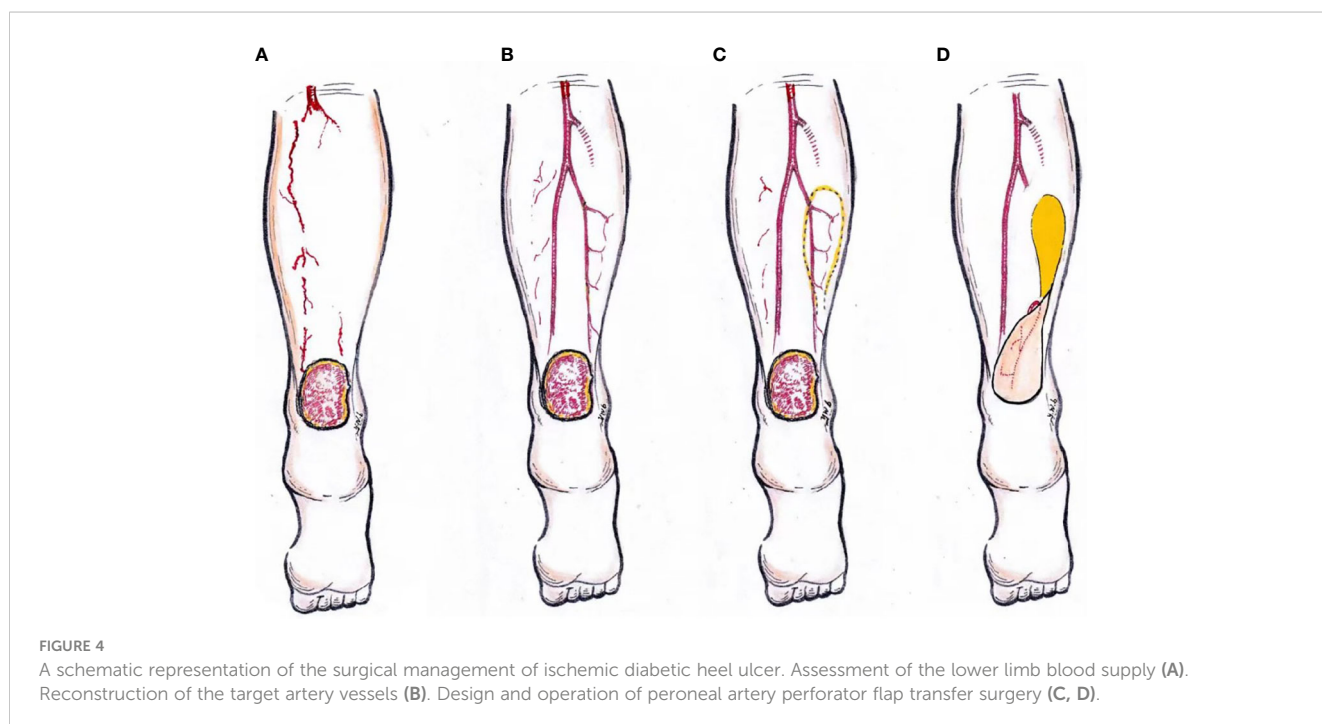 A B C D
FIGURE 4
A schematic representation of the surgical management of ischemic diabetic heel ulcer. Assessment of the lower limb blood supply (A).
Reconstruction of the target artery vessels (B). Design and operation of peroneal artery perforator flap transfer surgery (C, D).